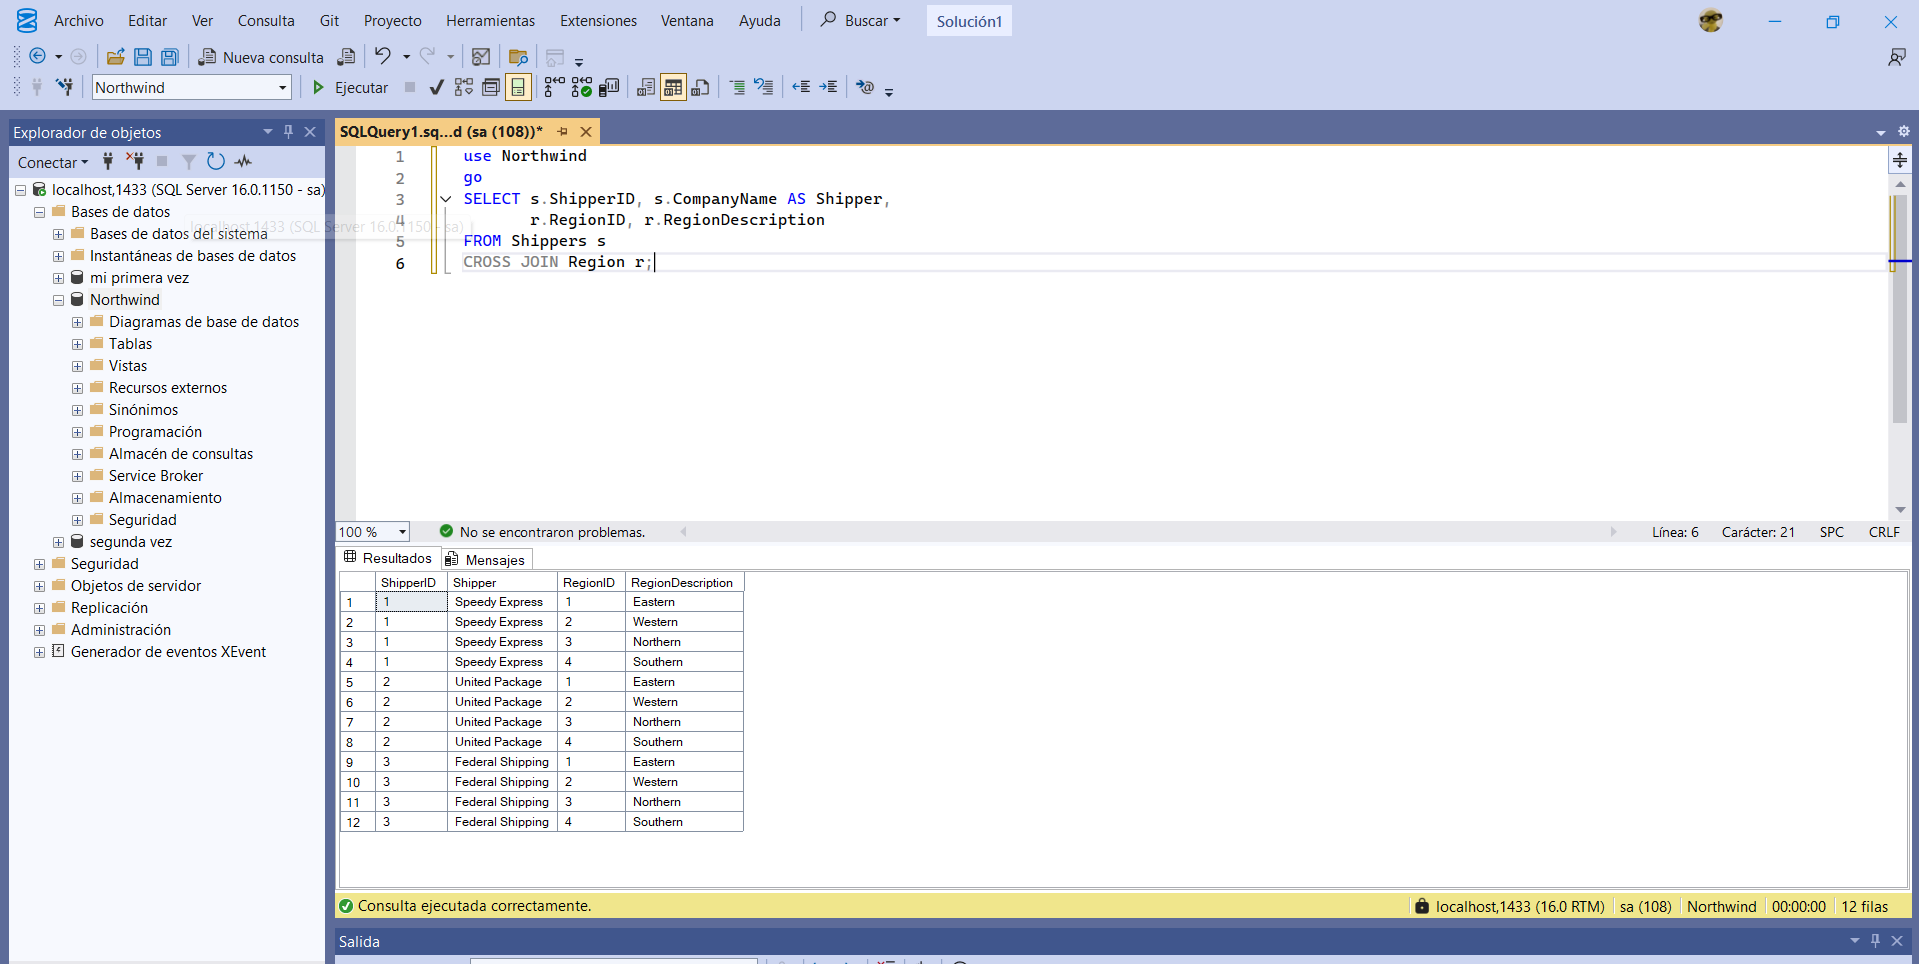 Archivo Editar Ver Consulta Git Proyecto Herramientas Extensiones Ventana Ayuda Buscar Solución1
Nueva consulta
Northwind Ejecutar
Explorador de objetos
Conectar
localhost,1433 (SQL Server 16.0.1150 - sa)
Bases de datos
localhost,1433 (SQL Server 16.0.1150 - sa)
Bases de datos del sistema
Instantáneas de bases de datos
mi primera vez
Northwind
Diagramas de base de datos
Tablas
Vistas
Recursos externos
Sinónimos
Programación
Almacén de consultas
Service Broker
Almacenamiento
Seguridad
segunda vez
Seguridad
Objetos de servidor
Replicación
Administración
Generador de eventos XEvent
SQLQuery1.sq...d (sa (108))*
1 use Northwind
2 go
3 SELECT s.ShipperID, s.CompanyName AS Shipper,
4 r.RegionID, r.RegionDescription
5 FROM Shippers s
6 CROSS JOIN Region r;
100 % No se encontraron problemas. Línea: 6 Carácter: 21 SPC CRLF
Resultados Mensajes
ShipperID Shipper RegionID RegionDescription
1 1 Speedy Express 1 Eastern
2 1 Speedy Express 2 Western
3 1 Speedy Express 3 Northern
4 1 Speedy Express 4 Southern
5 2 United Package 1 Eastern
6 2 United Package 2 Western
7 2 United Package 3 Northern
8 2 United Package 4 Southern
9 3 Federal Shipping 1 Eastern
10 3 Federal Shipping 2 Western
11 3 Federal Shipping 3 Northern
12 3 Federal Shipping 4 Southern
Consulta ejecutada correctamente. localhost,1433 (16.0 RTM) sa (108) Northwind 00:00:00 12 filas
Salida